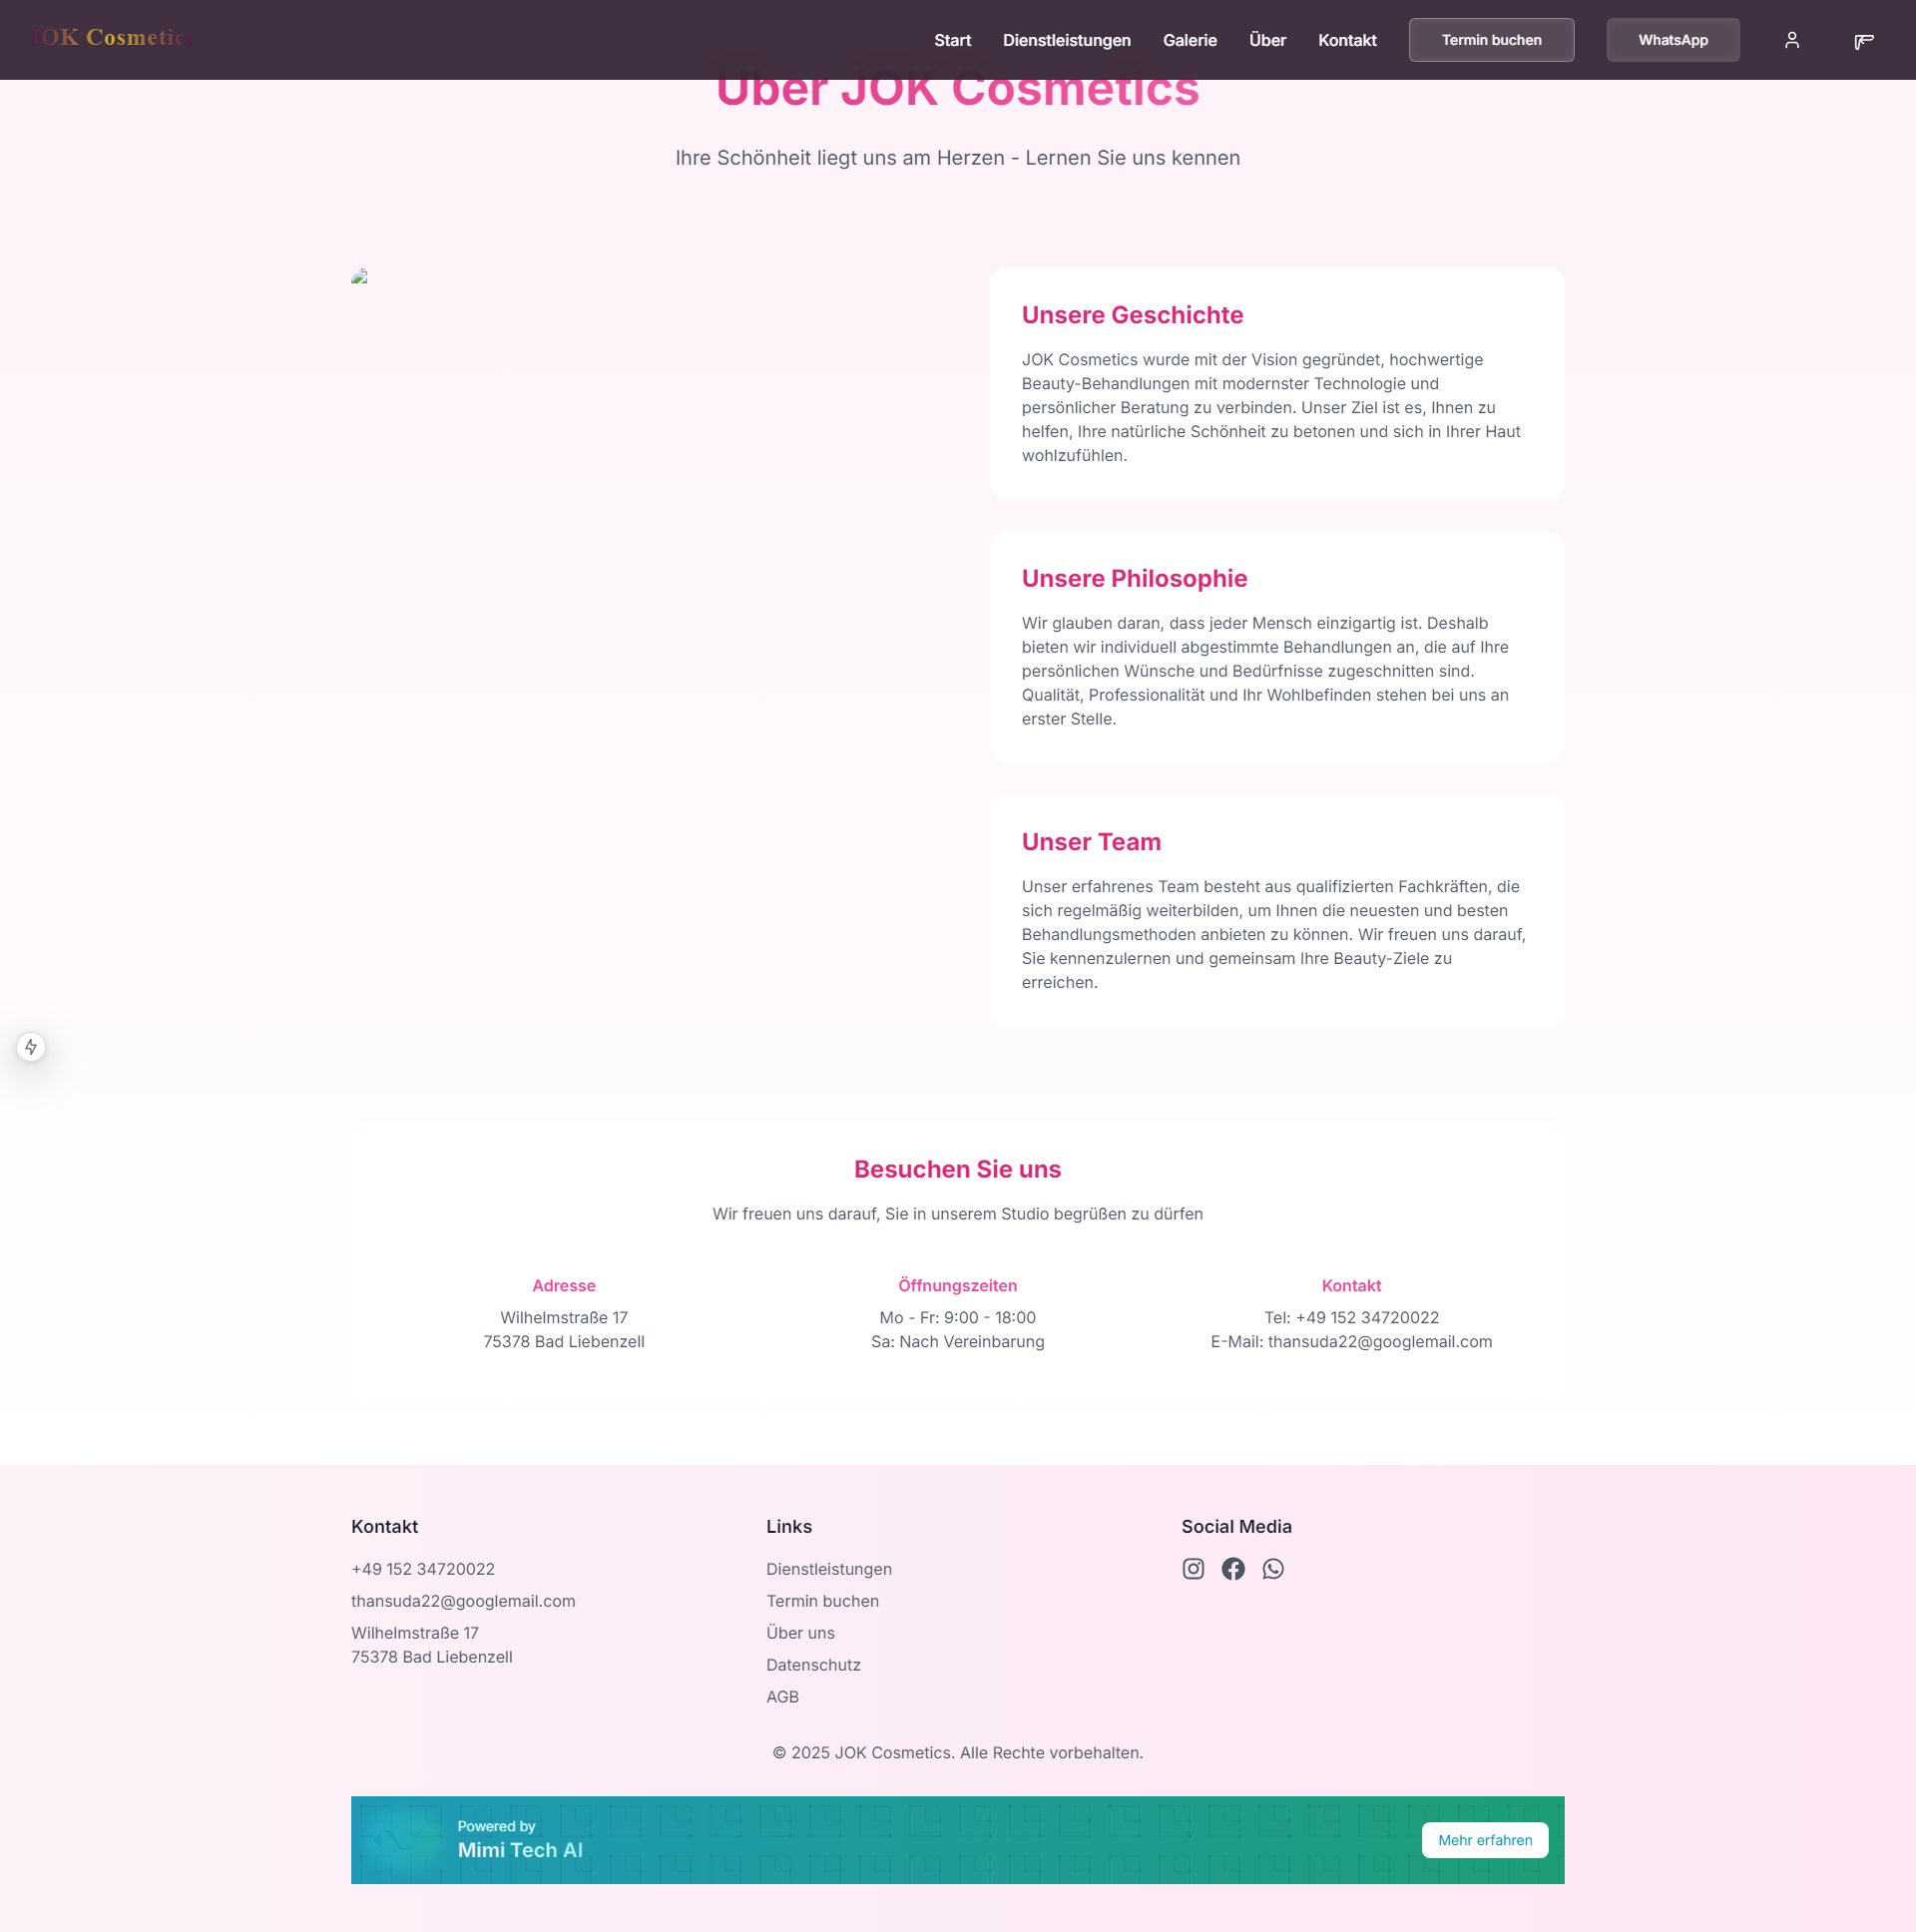 JOK Cosmetics
Start
Dienstleistungen
Galerie
Über
Kontakt
Termin buchen
WhatsApp
Über JOK Cosmetics
Ihre Schönheit liegt uns am Herzen - Lernen Sie uns kennen
Unsere Geschichte
JOK Cosmetics wurde mit der Vision gegründet, hochwertige
Beauty-Behandlungen mit modernster Technologie und
persönlicher Beratung zu verbinden. Unser Ziel ist es, Ihnen zu
helfen, Ihre natürliche Schönheit zu betonen und sich in Ihrer Haut
wohlzufühlen.
Unsere Philosophie
Wir glauben daran, dass jeder Mensch einzigartig ist. Deshalb
bieten wir individuell abgestimmte Behandlungen an, die auf Ihre
persönlichen Wünsche und Bedürfnisse zugeschnitten sind.
Qualität, Professionalität und Ihr Wohlbefinden stehen bei uns an
erster Stelle.
Unser Team
Unser erfahrenes Team besteht aus qualifizierten Fachkräften, die
sich regelmäßig weiterbilden, um Ihnen die neuesten und besten
Behandlungsmethoden anbieten zu können. Wir freuen uns darauf,
Sie kennenzulernen und gemeinsam Ihre Beauty-Ziele zu
erreichen.
Besuchen Sie uns
Wir freuen uns darauf, Sie in unserem Studio begrüßen zu dürfen
Adresse
Wilhelmstraße 17
75378 Bad Liebenzell
Öffnungszeiten
Mo - Fr: 9:00 - 18:00
Sa: Nach Vereinbarung
Kontakt
Tel: +49 152 34720022
E-Mail: thansuda22@googlemail.com
Kontakt
+49 152 34720022
thansuda22@googlemail.com
Wilhelmstraße 17
75378 Bad Liebenzell
Links
Dienstleistungen
Termin buchen
Über uns
Datenschutz
AGB
Social Media
© 2025 JOK Cosmetics. Alle Rechte vorbehalten.
Powered by
Mimi Tech AI
Mehr erfahren